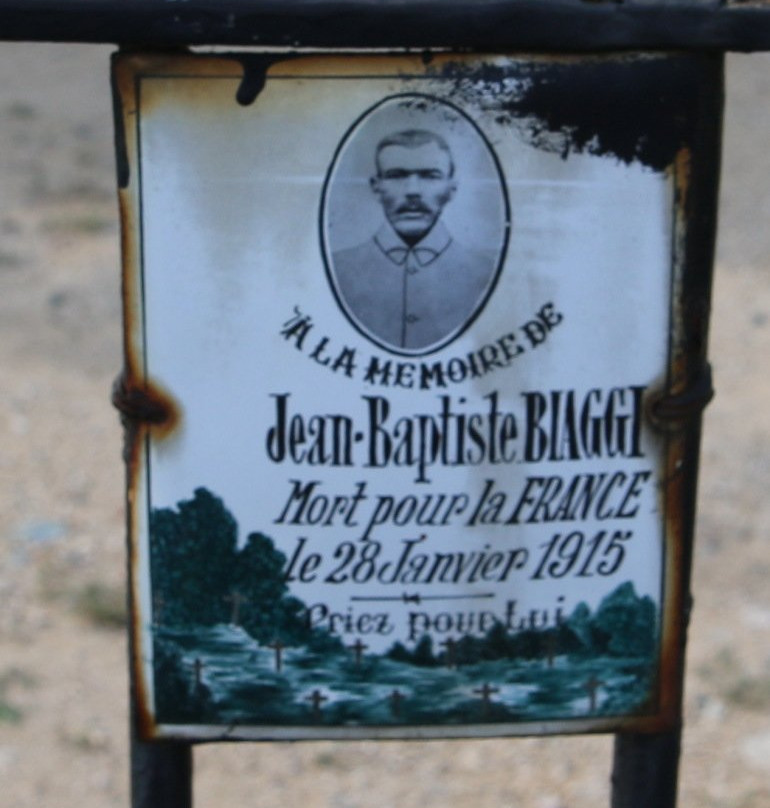 A LA MEMOIRE DE
Jean-Baptiste BIAGGI
Mort pour la FRANCE
le 28 Janvier 1915
Priez pour Lui